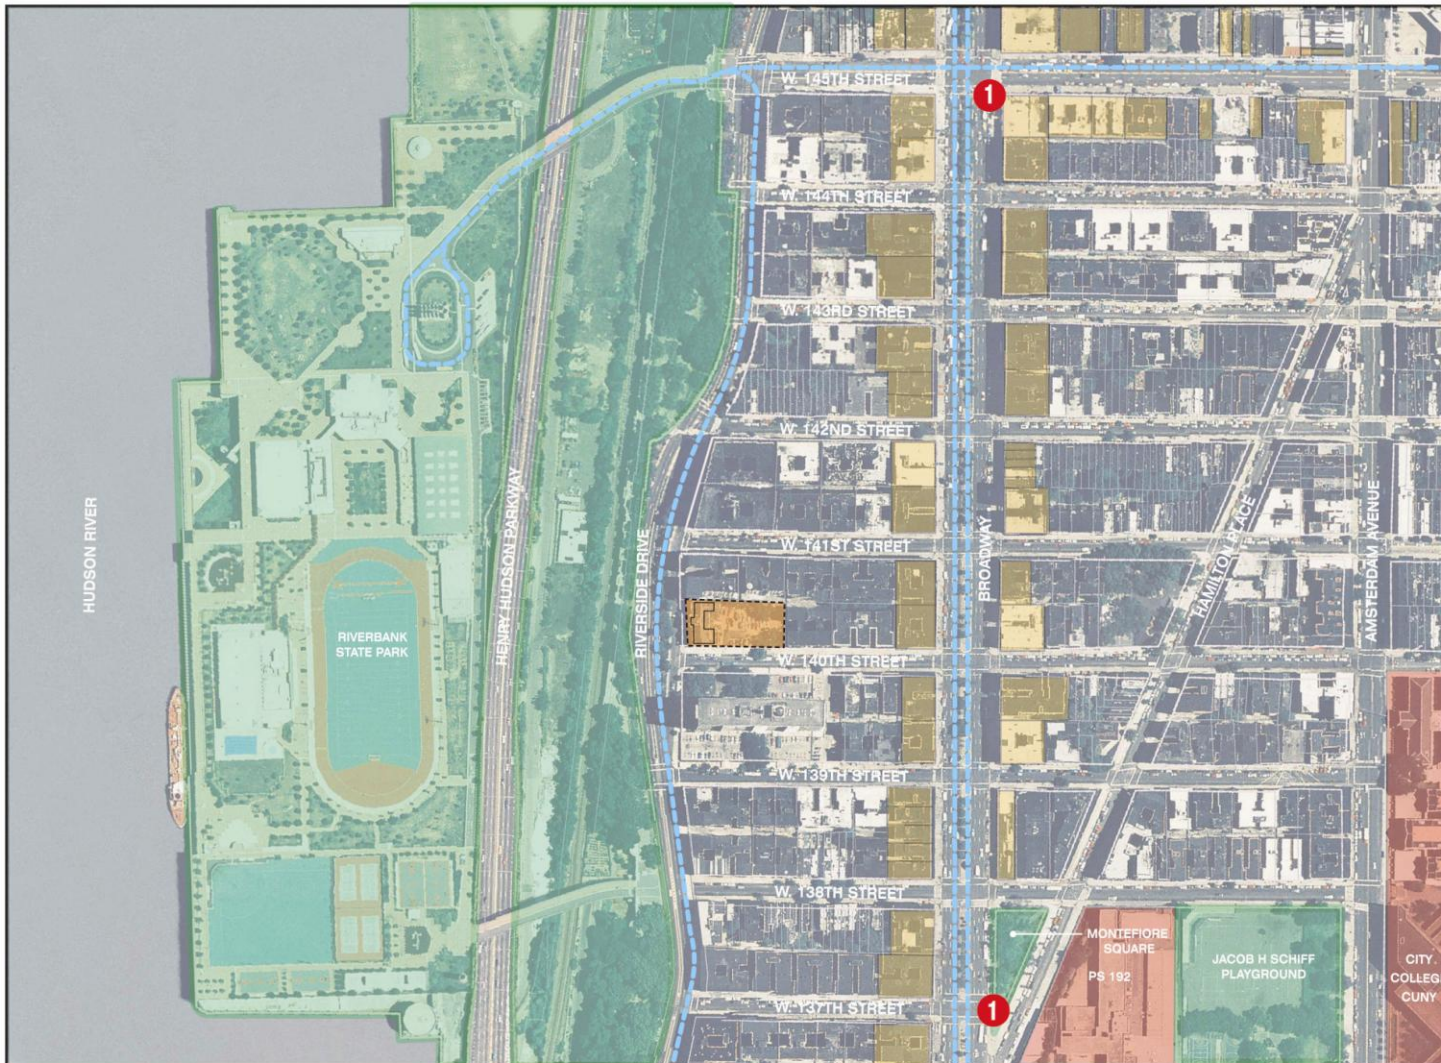 W. 145TH STREET
1
W. 144TH STREET
W. 143RD STREET
W. 142ND STREET
HUDSON RIVER
HENRY HUDSON PARKWAY
RIVERSIDE DRIVE
W. 141ST STREET
BROADWAY
HAMILTON PLACE
AMSTERDAM AVENUE
RIVERBANK
STATE PARK
W. 140TH STREET
W. 139TH STREET
W. 138TH STREET
MONTEFIORE
SQUARE
PS 192
JACOB H SCHIFF
PLAYGROUND
CITY
COLLEGE
CUNY
W. 137TH STREET
1